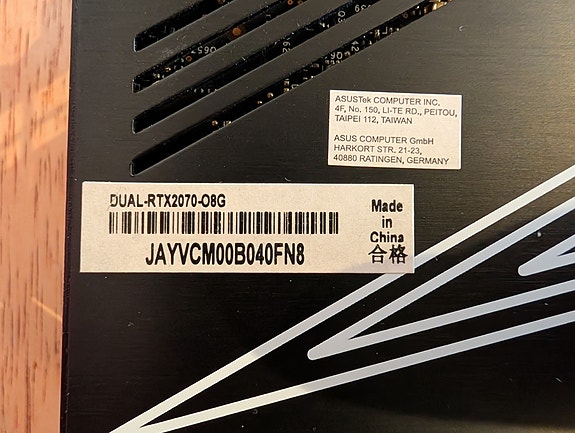 ASUSTek COMPUTER INC.
4F, No. 150, LI-TE RD., PEITOU,
TAIPEI 112, TAIWAN
ASUS COMPUTER GmbH
HARKORT STR. 21-23,
40880 RATINGEN, GERMANY
DUAL-RTX2070-O8G
JAYVCM00B040FN8
Made
in
China
合格